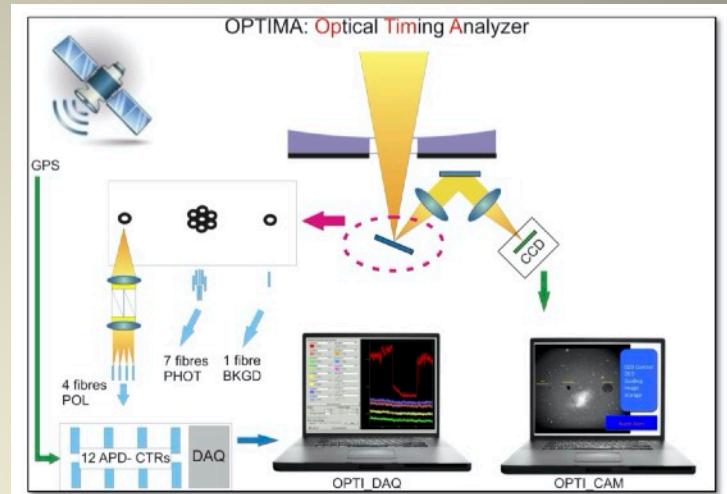 OPTIMA: Optical Timing Analyzer
GPS
CCD
4 fibres
POL
7 fibres
PHOT
1 fibre
BKGD
12 APD- CTRs
DAQ
OPTI_DAQ
OPTI_CAM